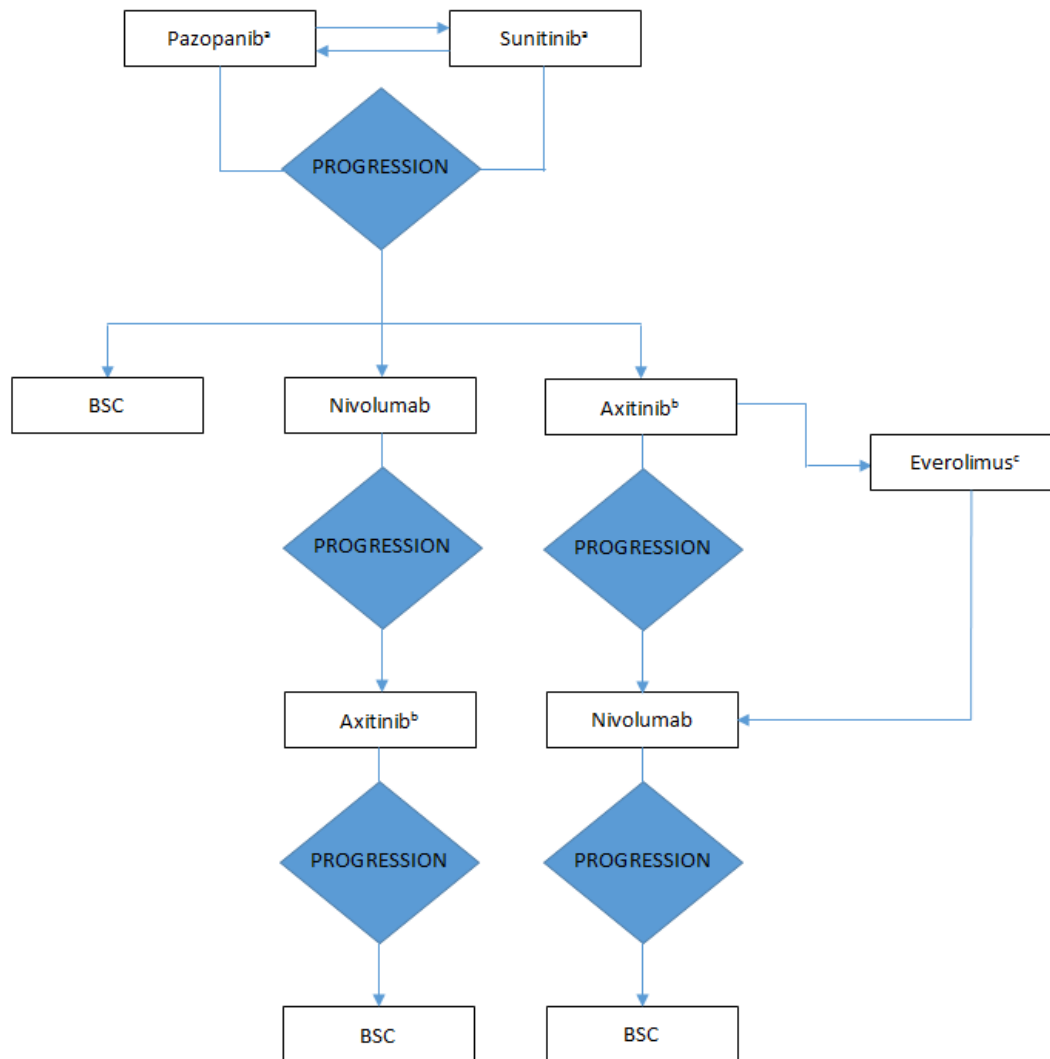 Pazopanibᵃ
Sunitinibᵃ
PROGRESSION
BSC
Nivolumab
Axitinibᵇ
Everolimusᶜ
PROGRESSION
PROGRESSION
Axitinibᵇ
Nivolumab
PROGRESSION
PROGRESSION
BSC
BSC